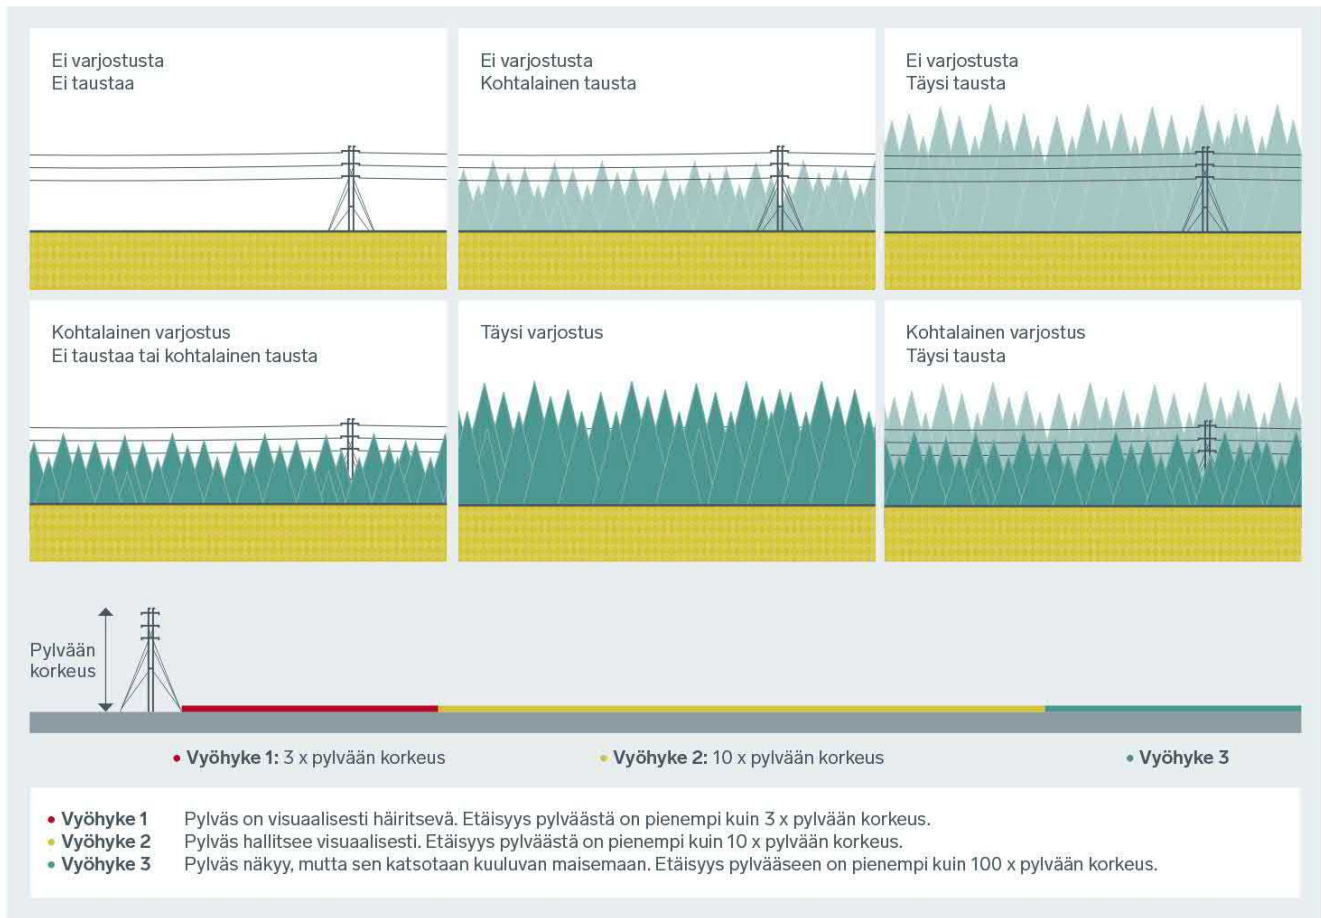 Ei varjostusta
Ei taustaa
Ei varjostusta
Kohtalainen tausta
Ei varjostusta
Täysi tausta
Kohtalainen varjostus
Ei taustaa tai kohtalainen tausta
Täysi varjostus
Kohtalainen varjostus
Täysi tausta
Pylvään
korkeus
• Vyöhyke 1: 3 x pylvään korkeus
• Vyöhyke 2: 10 x pylvään korkeus
• Vyöhyke 3
• Vyöhyke 1 Pylväs on visuaalisesti häiritsevä. Etäisyys pylväästä on pienempi kuin 3 x pylvään korkeus.
• Vyöhyke 2 Pylväs hallitsee visuaalisesti. Etäisyys pylväästä on pienempi kuin 10 x pylvään korkeus.
• Vyöhyke 3 Pylväs näkyy, mutta sen katsotaan kuuluvan maisemaan. Etäisyys pylvääseen on pienempi kuin 100 x pylvään korkeus.